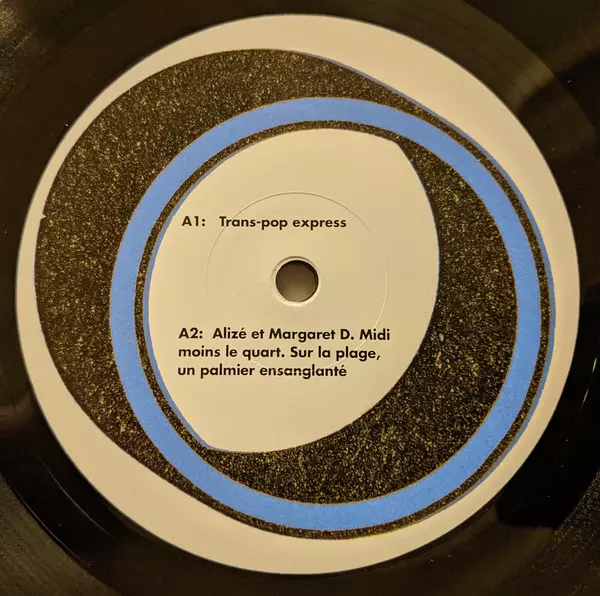 A1: Trans-pop express
A2: Alizé et Margaret D. Midi
moins le quart. Sur la plage,
un palmier ensanglanté